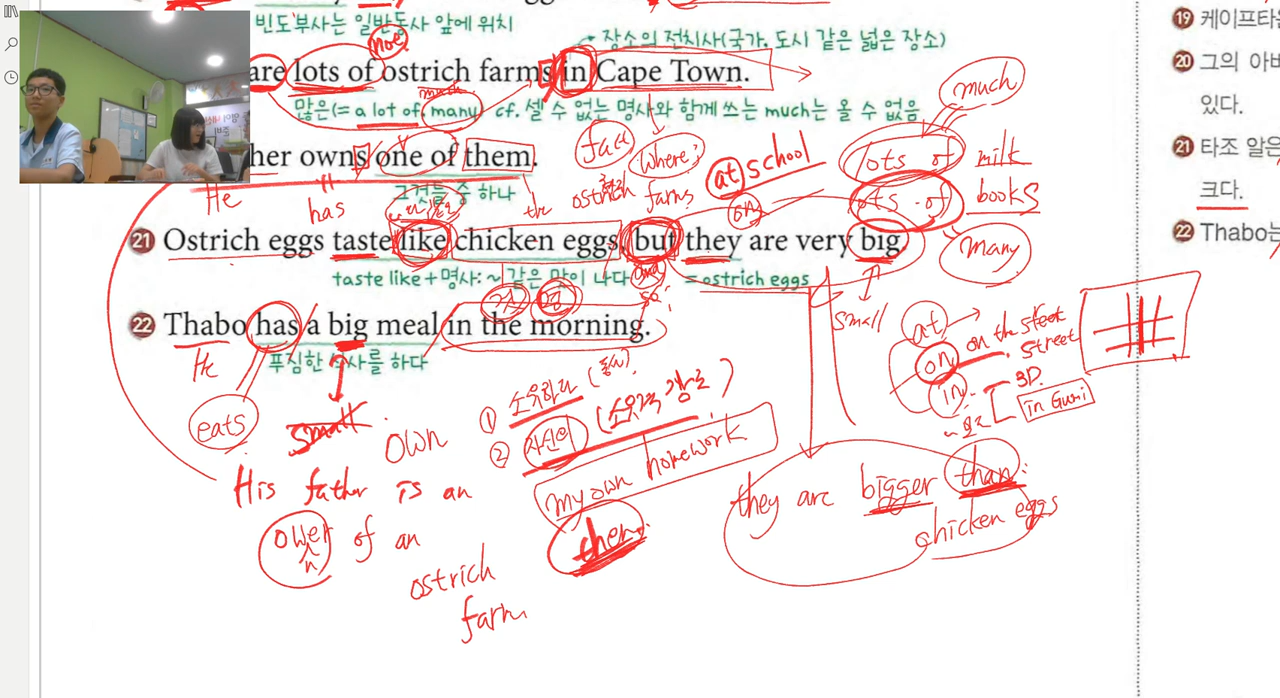 빈도부사는 일반동사 앞에 위치
장소의 전치사(국가, 도시 같은 넓은 장소)
are lots of ostrich farms in Cape Town.
많은(= a lot of, many cf. 셀 수 없는 명사와 함께 쓰는 much는 올 수 없음
much
much
her owns one of them.
그것들 중 하나
He
has
the ostrich farms
where
at school
on
lots of milk
lots of books
many
21 Ostrich eggs taste like chicken eggs, but they are very big.
taste like + 명사: ~ 같은 맛이 나다
and
so
= ostrich eggs
small
22 Thabo has a big meal in the morning.
푸짐한 식사를 하다
He
eats
small
at
on on the street
street
in 3D
in Gumi
own
① 소유하다 (동사)
② 자신의 (소유격 강조)
my own homework
them.
His father is an
owner of an
ostrich
farm
they are bigger than
chicken eggs
19 케이프타운
20 그의 아버
있다.
21 타조 알은
크다.
22 Thabo는